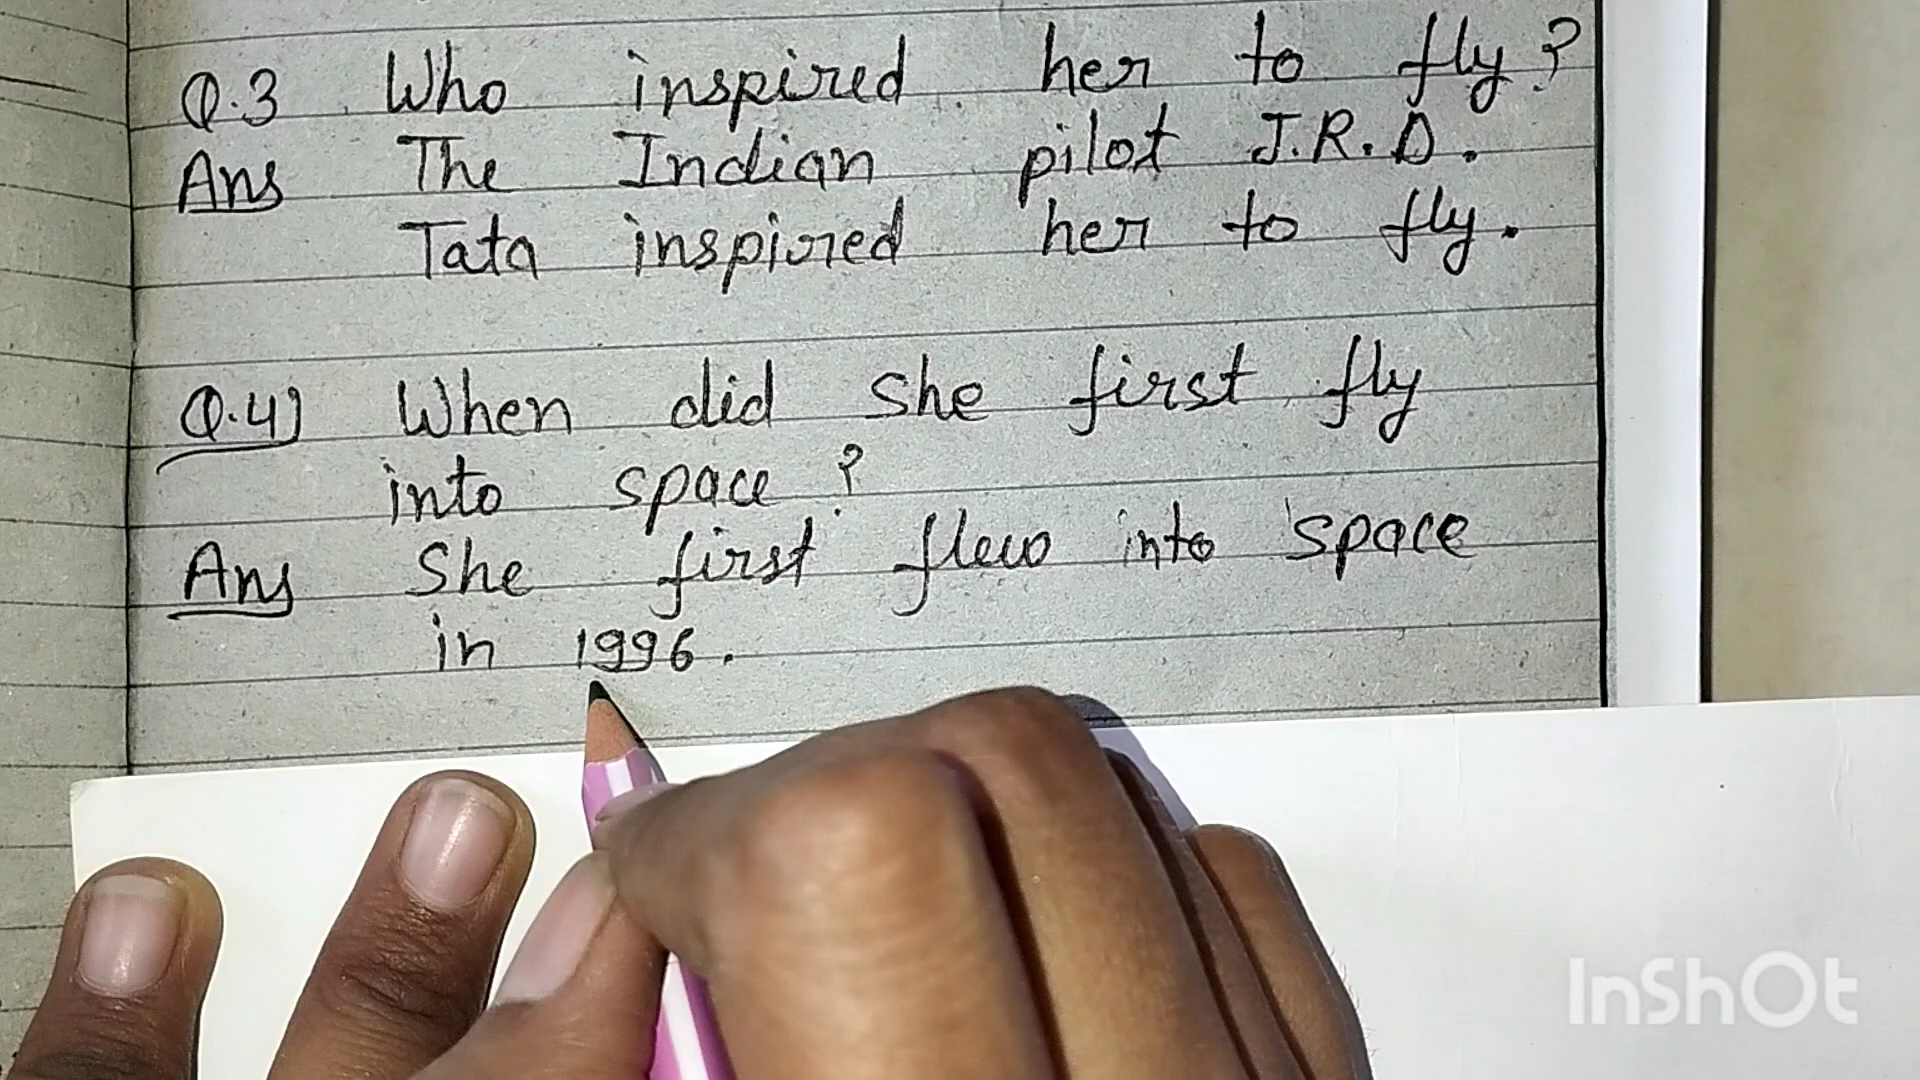 Q.3 Who inspired her to fly?
Ans The Indian pilot J.R.D.
Tata inspired her to fly.
Q.4) When did she first fly
into space?
Ans She first flew into space
in 1996.
InShOt